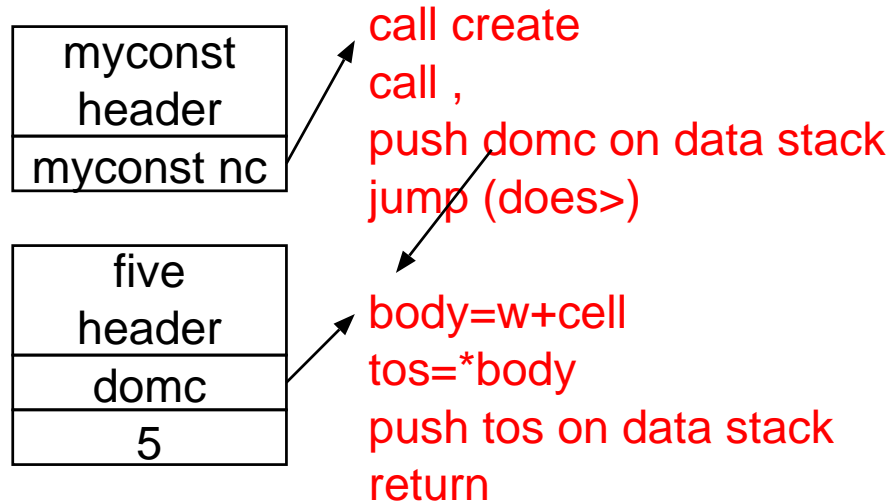 myconst
header
myconst nc
call create
call ,
push domc on data stack
jump (does>)
five
header
domc
5
body=w+cell
tos=*body
push tos on data stack
return